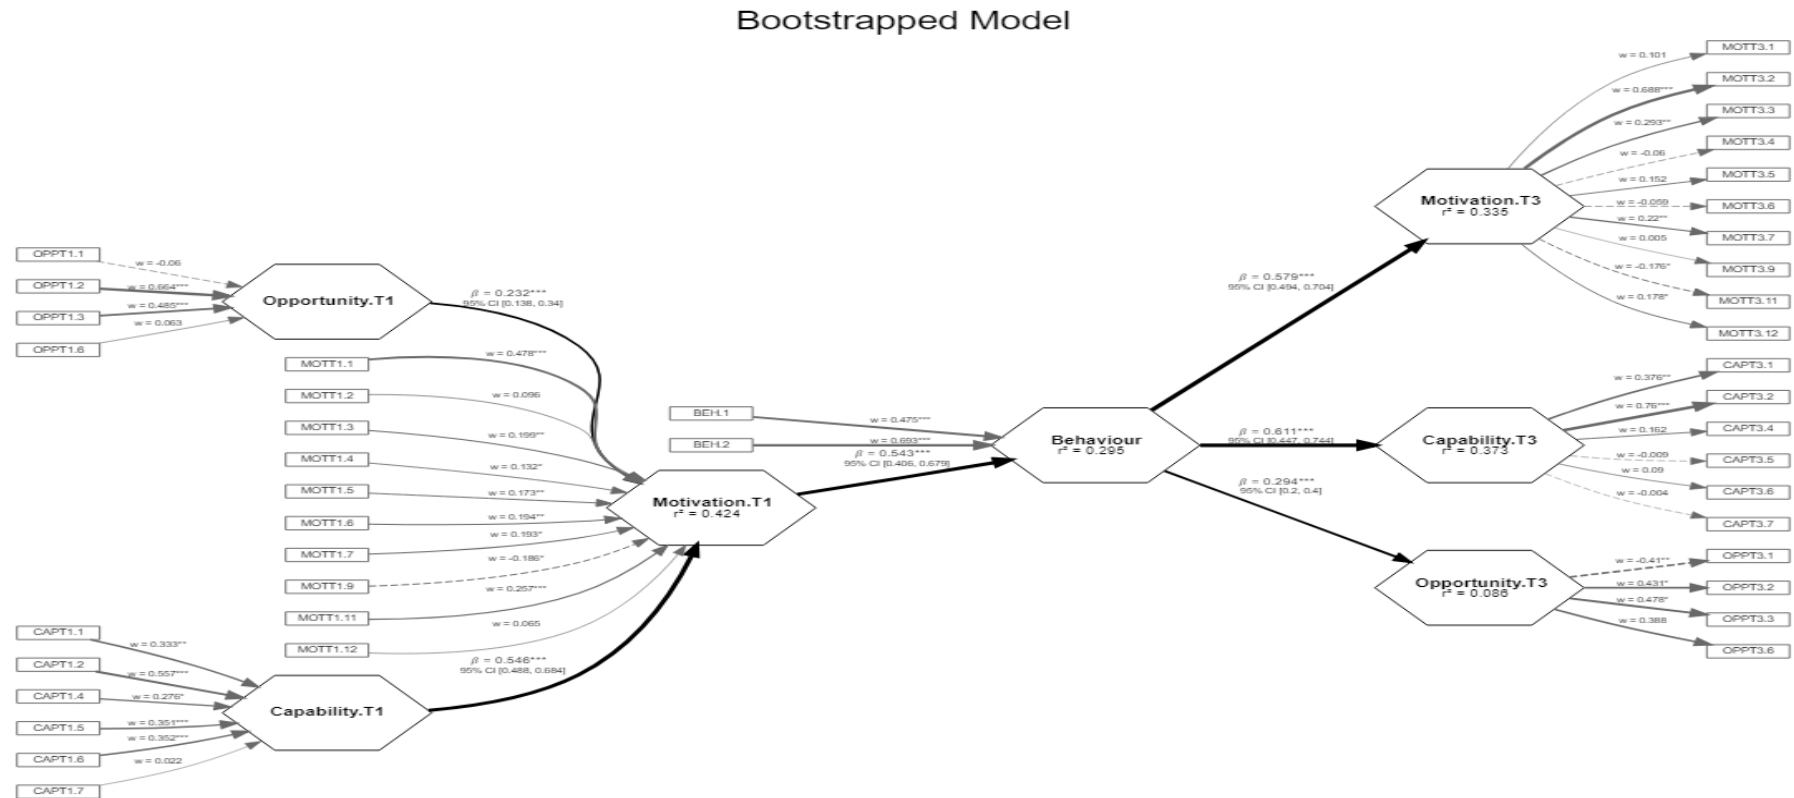 Bootstrapped Model
OPPT1.1
OPPT1.2
OPPT1.3
OPPT1.6
w = -0.06
w = 0.664***
w = 0.485***
w = 0.063
Opportunity.T1
β = 0.232***
95% CI [0.138, 0.34]
MOTT1.1
MOTT1.2
MOTT1.3
MOTT1.4
MOTT1.5
MOTT1.6
MOTT1.7
MOTT1.9
MOTT1.11
MOTT1.12
w = 0.478***
w = 0.096
w = 0.199**
w = 0.132*
w = 0.173**
w = 0.194**
w = 0.193*
w = -0.186*
w = 0.257***
w = 0.065
CAPT1.1
CAPT1.2
CAPT1.4
CAPT1.5
CAPT1.6
CAPT1.7
w = 0.333**
w = 0.557***
w = 0.276*
w = 0.351***
w = 0.352***
w = 0.022
Capability.T1
β = 0.546***
95% CI [0.488, 0.684]
Motivation.T1
r² = 0.424
BEH.1
BEH.2
w = 0.475***
w = 0.693***
β = 0.543***
95% CI [0.406, 0.679]
Behaviour
r² = 0.295
β = 0.579***
95% CI [0.494, 0.704]
β = 0.611***
95% CI [0.447, 0.744]
β = 0.294***
95% CI [0.2, 0.4]
Motivation.T3
r² = 0.335
w = 0.101
w = 0.688***
w = 0.293**
w = -0.06
w = 0.152
w = -0.059
w = 0.22**
w = 0.005
w = -0.176*
w = 0.178*
MOTT3.1
MOTT3.2
MOTT3.3
MOTT3.4
MOTT3.5
MOTT3.6
MOTT3.7
MOTT3.9
MOTT3.11
MOTT3.12
Capability.T3
r² = 0.373
w = 0.376**
w = 0.76***
w = 0.162
w = -0.009
w = 0.09
w = -0.004
CAPT3.1
CAPT3.2
CAPT3.4
CAPT3.5
CAPT3.6
CAPT3.7
Opportunity.T3
r² = 0.086
w = -0.41**
w = 0.431*
w = 0.478*
w = 0.388
OPPT3.1
OPPT3.2
OPPT3.3
OPPT3.6